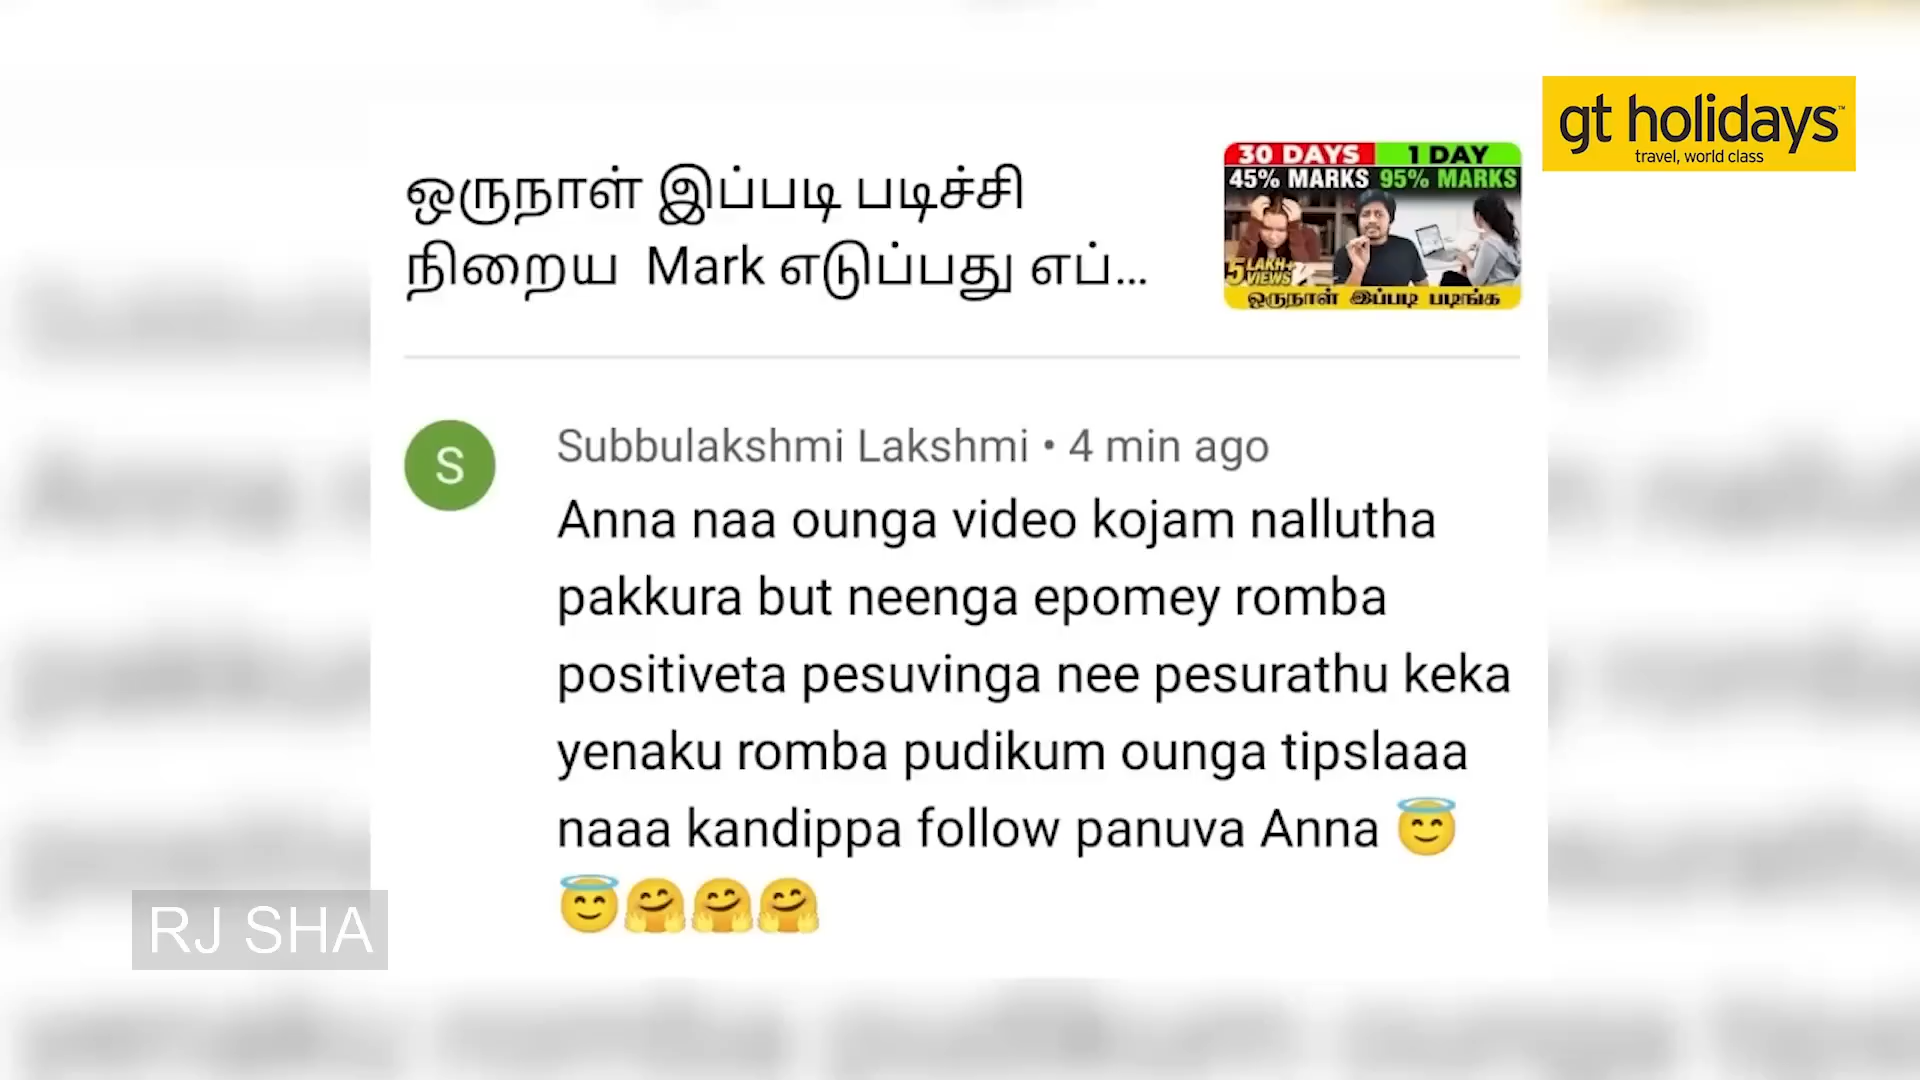 gt holidays™
travel, world class
ஒருநாள் இப்படி படிச்சி
நிறைய Mark எடுப்பது எப்...
30 DAYS 1 DAY
45% MARKS 95% MARKS
5 LAKH+
VIEWS
ஒருநாள் இப்படி படிங்க
S
Subbulakshmi Lakshmi • 4 min ago
Anna naa ounga video kojam nallutha
pakkura but neenga epomey romba
positiveta pesuvinga nee pesurathu keka
yenaku romba pudikum ounga tipslaaa
naaa kandippa follow panuva Anna 😇
😇🤗🤗🤗
RJ SHA